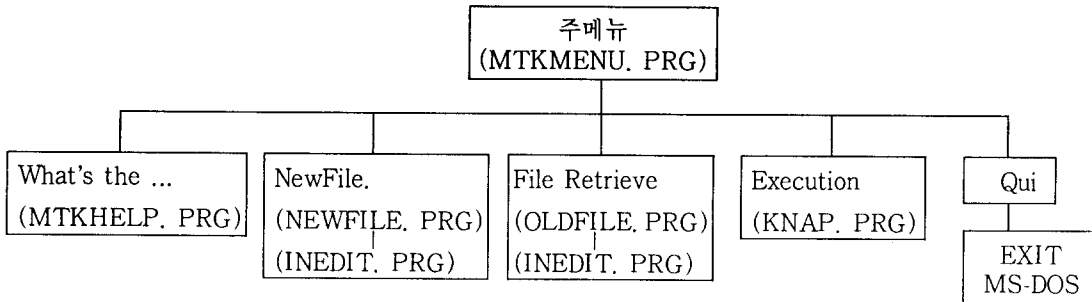 주메뉴
(MTKMENU. PRG)
What's the ...
(MTKHELP. PRG)
NewFile.
(NEWFILE. PRG)
(INEDIT. PRG)
File Retrieve
(OLDFILE. PRG)
(INEDIT. PRG)
Execution
(KNAP. PRG)
Qui
EXIT
MS-DOS